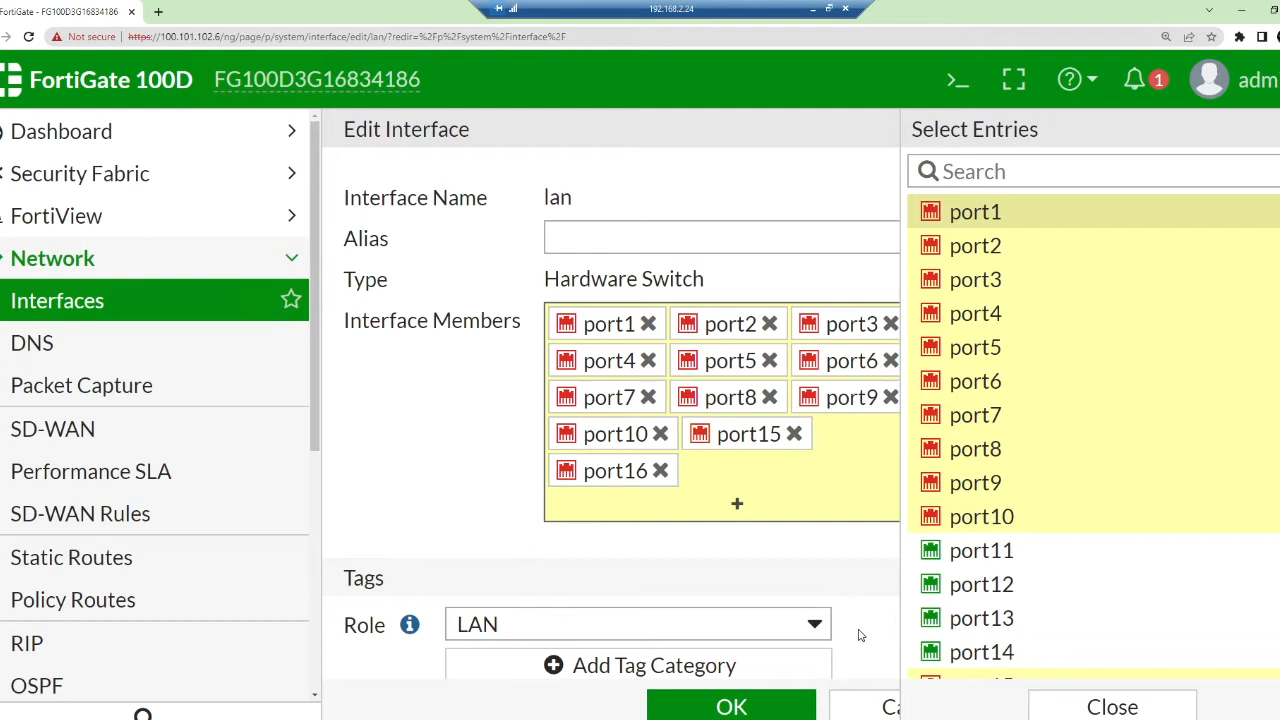 FortiGate - FG100D3G16834186
192.168.2.24
Not secure
https://100.101.102.6/ng/page/p/system/interface/edit/lan/?redir=%2Fp%2Fsystem%2Finterface%2F
FortiGate 100D
FG100D3G16834186
1
adm
Dashboard
Security Fabric
FortiView
Network
Interfaces
DNS
Packet Capture
SD-WAN
Performance SLA
SD-WAN Rules
Static Routes
Policy Routes
RIP
OSPF
Edit Interface
Interface Name
lan
Alias
Type
Hardware Switch
Interface Members
port1 port2 port3
port4 port5 port6
port7 port8 port9
port10 port15
port16
Tags
Role
LAN
Add Tag Category
OK
Ca
Select Entries
Search
port1
port2
port3
port4
port5
port6
port7
port8
port9
port10
port11
port12
port13
port14
Close